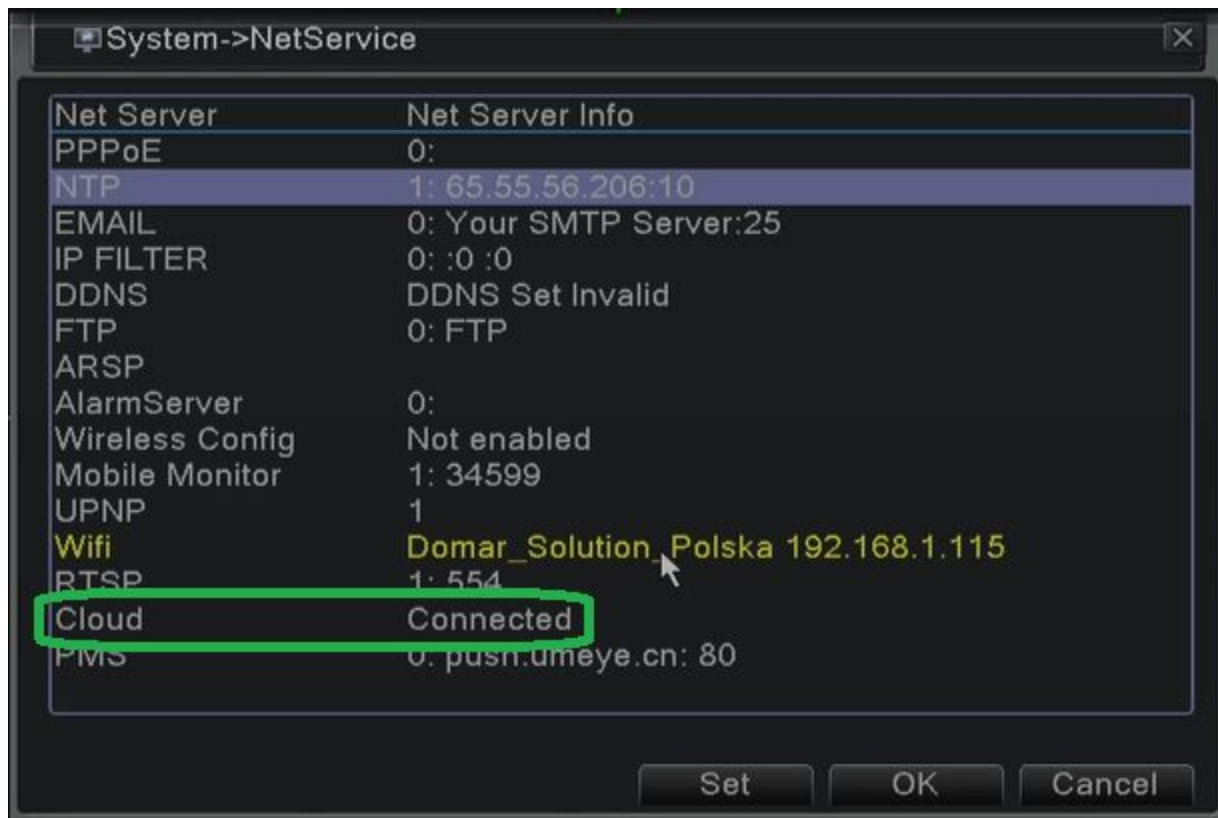 System->NetService
Net Server Net Server Info
PPPoE 0:
NTP 1: 65.55.56.206:10
EMAIL 0: Your SMTP Server:25
IP FILTER 0: :0 :0
DDNS DDNS Set Invalid
FTP 0: FTP
ARSP
AlarmServer 0:
Wireless Config Not enabled
Mobile Monitor 1: 34599
UPNP 1
Wifi Domar_Solution_Polska 192.168.1.115
RTSP 1: 554
Cloud Connected
PMS 0: push.umeye.cn: 80
Set OK Cancel